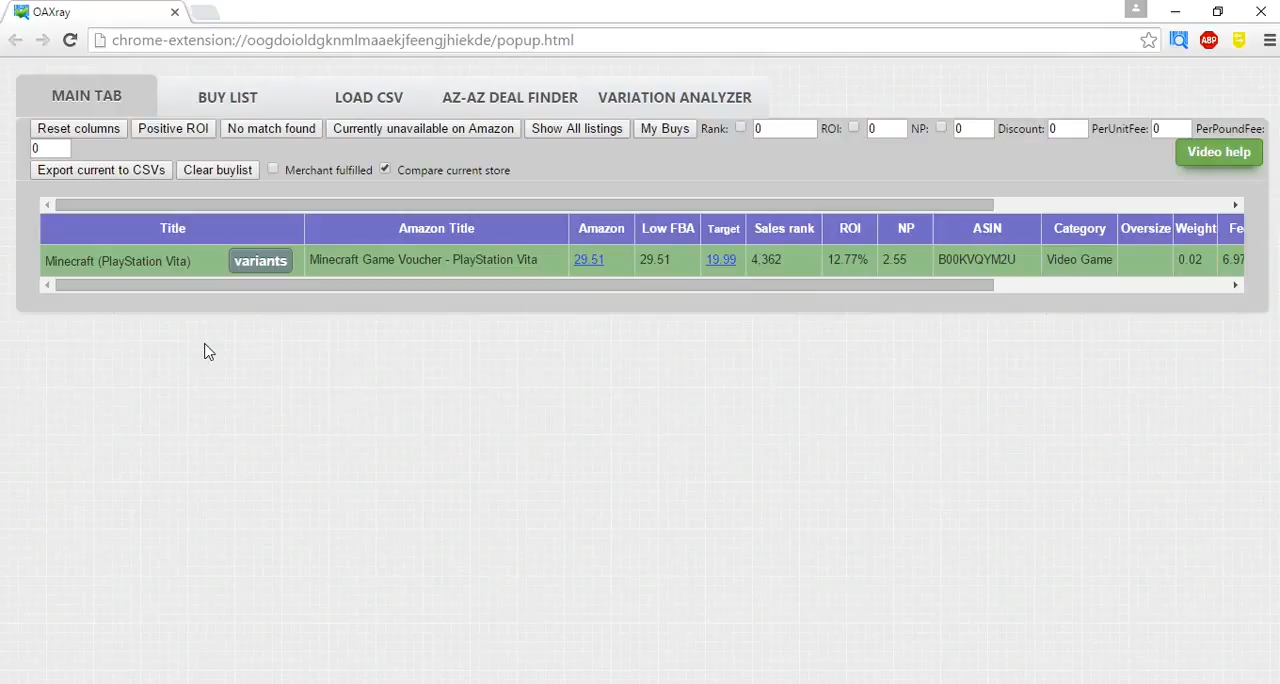 OAXray
chrome-extension://oogdoioldgknmlmaaekjfeengjhiekde/popup.html
ABP
MAIN TAB BUY LIST LOAD CSV AZ-AZ DEAL FINDER VARIATION ANALYZER
Reset columns Positive ROI No match found Currently unavailable on Amazon Show All listings My Buys Rank: 0 ROI: 0 NP: 0 Discount: 0 PerUnitFee: 0 PerPoundFee:
0
Video help
Export current to CSVs Clear buylist Merchant fulfilled Compare current store
Title Amazon Title Amazon Low FBA Target Sales rank ROI NP ASIN Category Oversize Weight Fe
Minecraft (PlayStation Vita) variants Minecraft Game Voucher - PlayStation Vita 29.51 29.51 19.99 4,362 12.77% 2.55 B00KVQYM2U Video Game 0.02 6.97